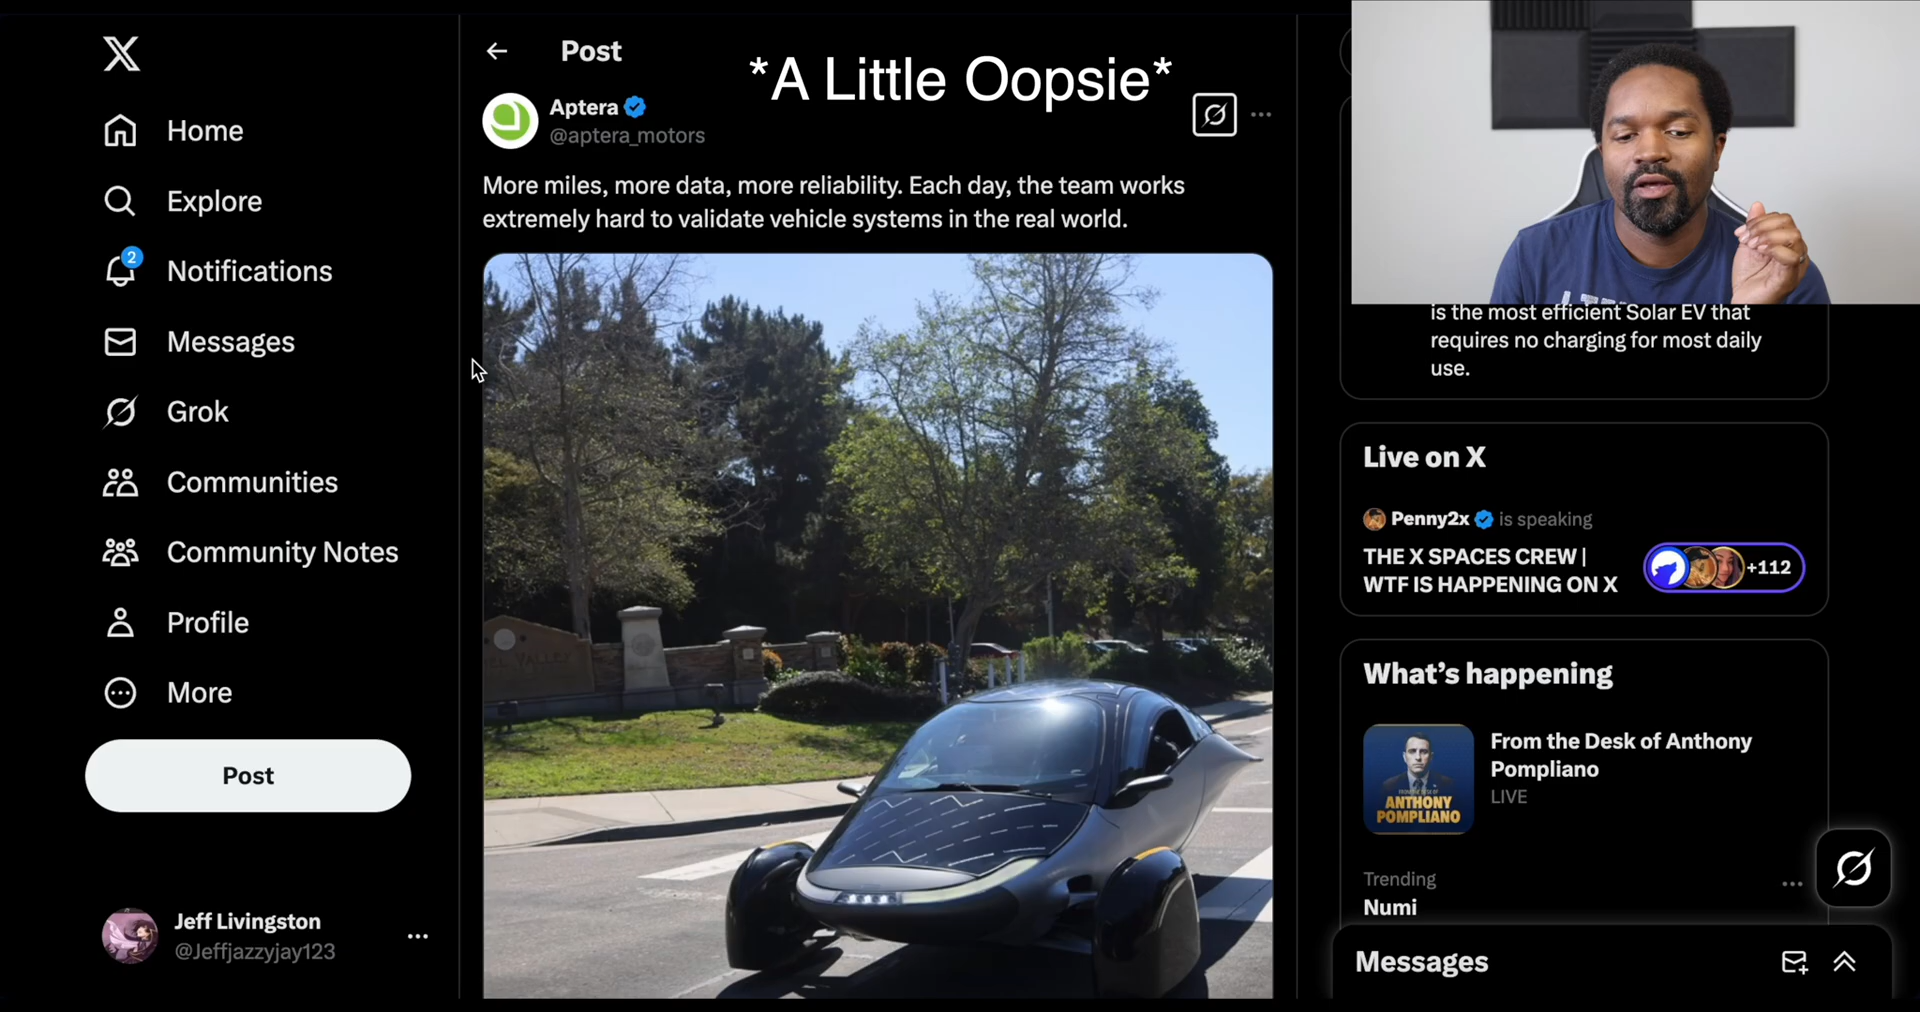 Home
Explore
2
Notifications
Messages
Grok
Communities
Community Notes
Profile
More
Post
Jeff Livingston
@Jeffjazzyjay123
Post
*A Little Oopsie*
Aptera
@aptera_motors
More miles, more data, more reliability. Each day, the team works
extremely hard to validate vehicle systems in the real world.
VALLEY
is the most efficient Solar EV that
requires no charging for most daily
use.
Live on X
Penny2x is speaking
THE X SPACES CREW |
WTF IS HAPPENING ON X
+112
What's happening
From the Desk of Anthony
Pompliano
LIVE
ANTHONY
POMPLIANO
Trending
Numi
Messages